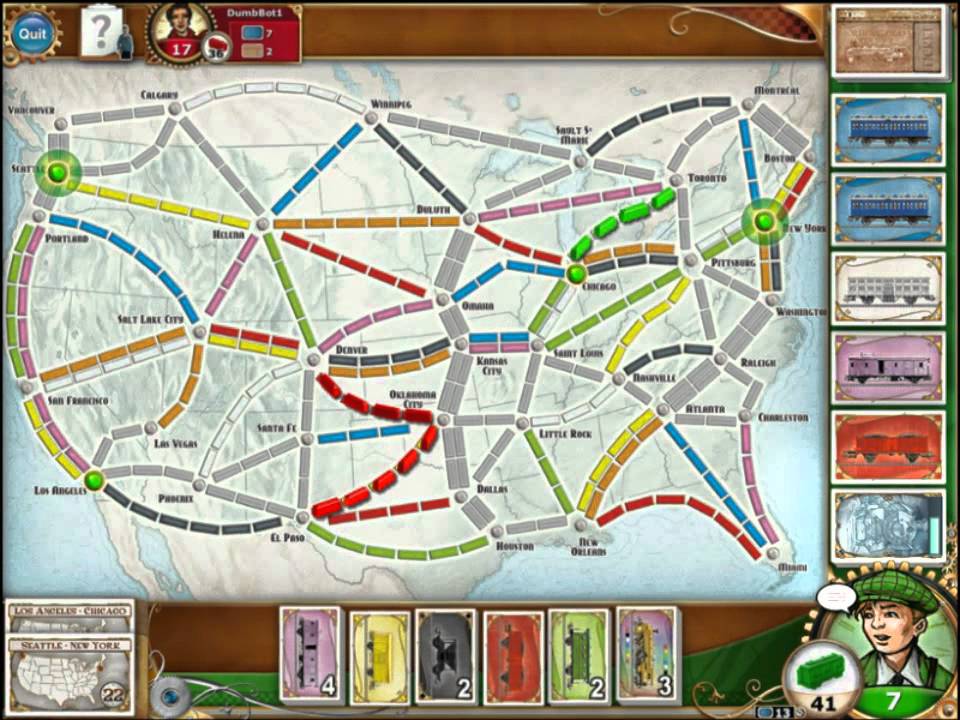 Quit
?
DumbBot1
17
36
7
2
Vancouver
Calgary
Winnipeg
Montreal
Sault St
Marie
Seattle
Boston
Toronto
Duluth
Helena
New York
Portland
Pittsburg
Chicago
Omaha
Washington
Salt Lake City
Denver
Kansas
City
Saint Louis
Raleigh
Nashville
San Francisco
Oklahoma
City
Atlanta
Charleston
Santa Fe
Little Rock
Las Vegas
Los Angeles
Phoenix
Dallas
El Paso
Houston
New
Orleans
Miami
Los Angeles - Chicago
Seattle - New York
22
4
2
2
3
13
41
7